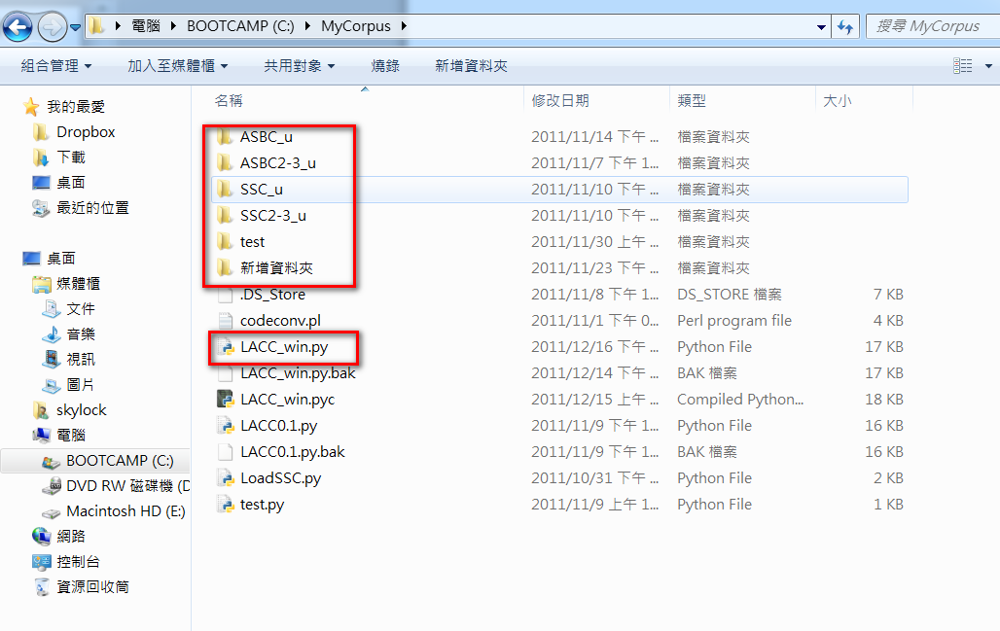 電腦 BOOTCAMP (C:) MyCorpus 搜尋 MyCorpus
組合管理 加入至媒體櫃 共用對象 燒錄 新增資料夾
我的最愛
Dropbox
下載
桌面
最近的位置
桌面
媒體櫃
文件
音樂
視訊
圖片
skylock
電腦
BOOTCAMP (C:)
DVD RW 磁碟機 (D
Macintosh HD (E:)
網路
控制台
資源回收筒
名稱 修改日期 類型 大小
ASBC_u 2011/11/14 下午 ... 檔案資料夾
ASBC2-3_u 2011/11/7 下午 1... 檔案資料夾
SSC_u 2011/11/10 下午 ... 檔案資料夾
SSC2-3_u 2011/11/10 下午 ... 檔案資料夾
test 2011/11/30 上午 ... 檔案資料夾
新增資料夾 2011/11/23 下午 ... 檔案資料夾
.DS_Store 2011/11/8 下午 1... DS_STORE 檔案 7 KB
codeconv.pl 2011/11/1 下午 0... Perl program file 4 KB
LACC_win.py 2011/12/16 下午 ... Python File 17 KB
LACC_win.py.bak 2011/12/14 下午 ... BAK 檔案 17 KB
LACC_win.pyc 2011/12/15 上午 ... Compiled Python... 18 KB
LACC0.1.py 2011/11/9 下午 1... Python File 16 KB
LACC0.1.py.bak 2011/11/9 下午 1... BAK 檔案 16 KB
LoadSSC.py 2011/10/31 下午 ... Python File 2 KB
test.py 2011/11/9 上午 1... Python File 1 KB